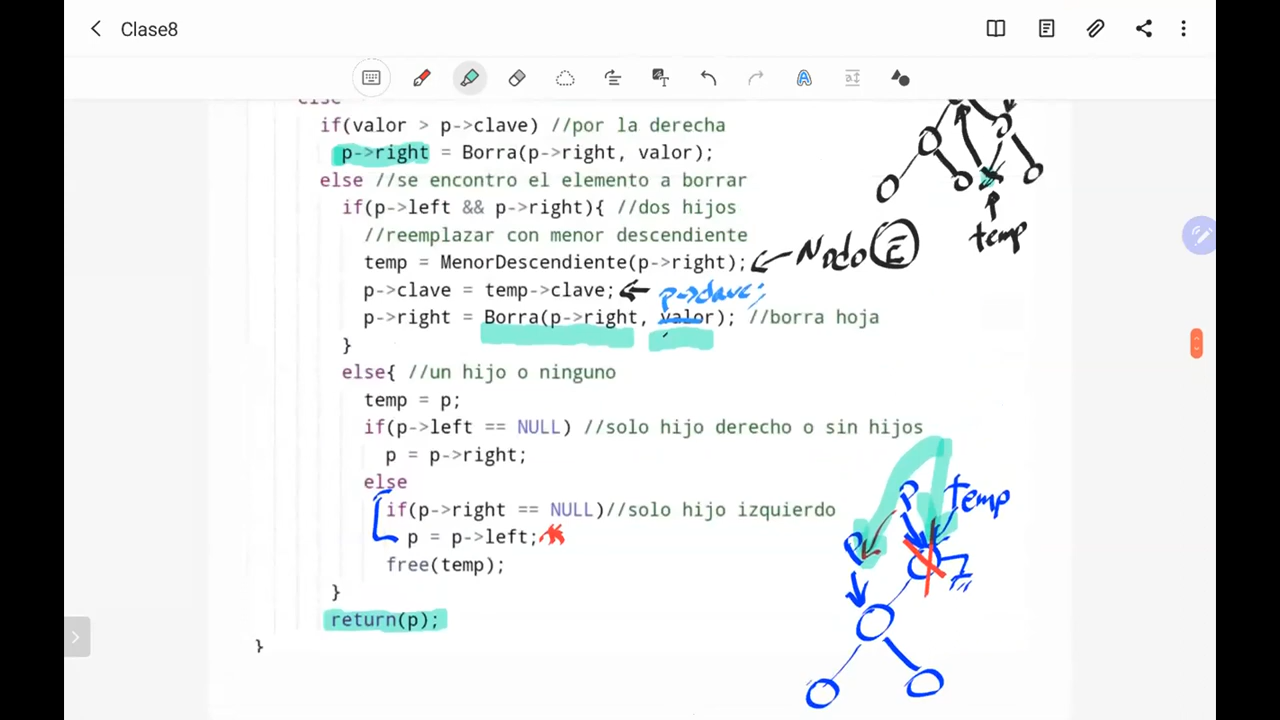 Clase8
else
if(valor > p->clave) //por la derecha
p->right = Borra(p->right, valor);
else //se encontro el elemento a borrar
if(p->left && p->right){ //dos hijos
//reemplazar con menor descendiente
temp = MenorDescendiente(p->right); ← Nodo E
p->clave = temp->clave; ← p->clave;
p->right = Borra(p->right, valor); //borra hoja
}
else{ //un hijo o ninguno
temp = p;
if(p->left == NULL) //solo hijo derecho o sin hijos
p = p->right;
else
if(p->right == NULL)//solo hijo izquierdo
p = p->left;
free(temp);
}
return(p);
}
temp
P temp
P